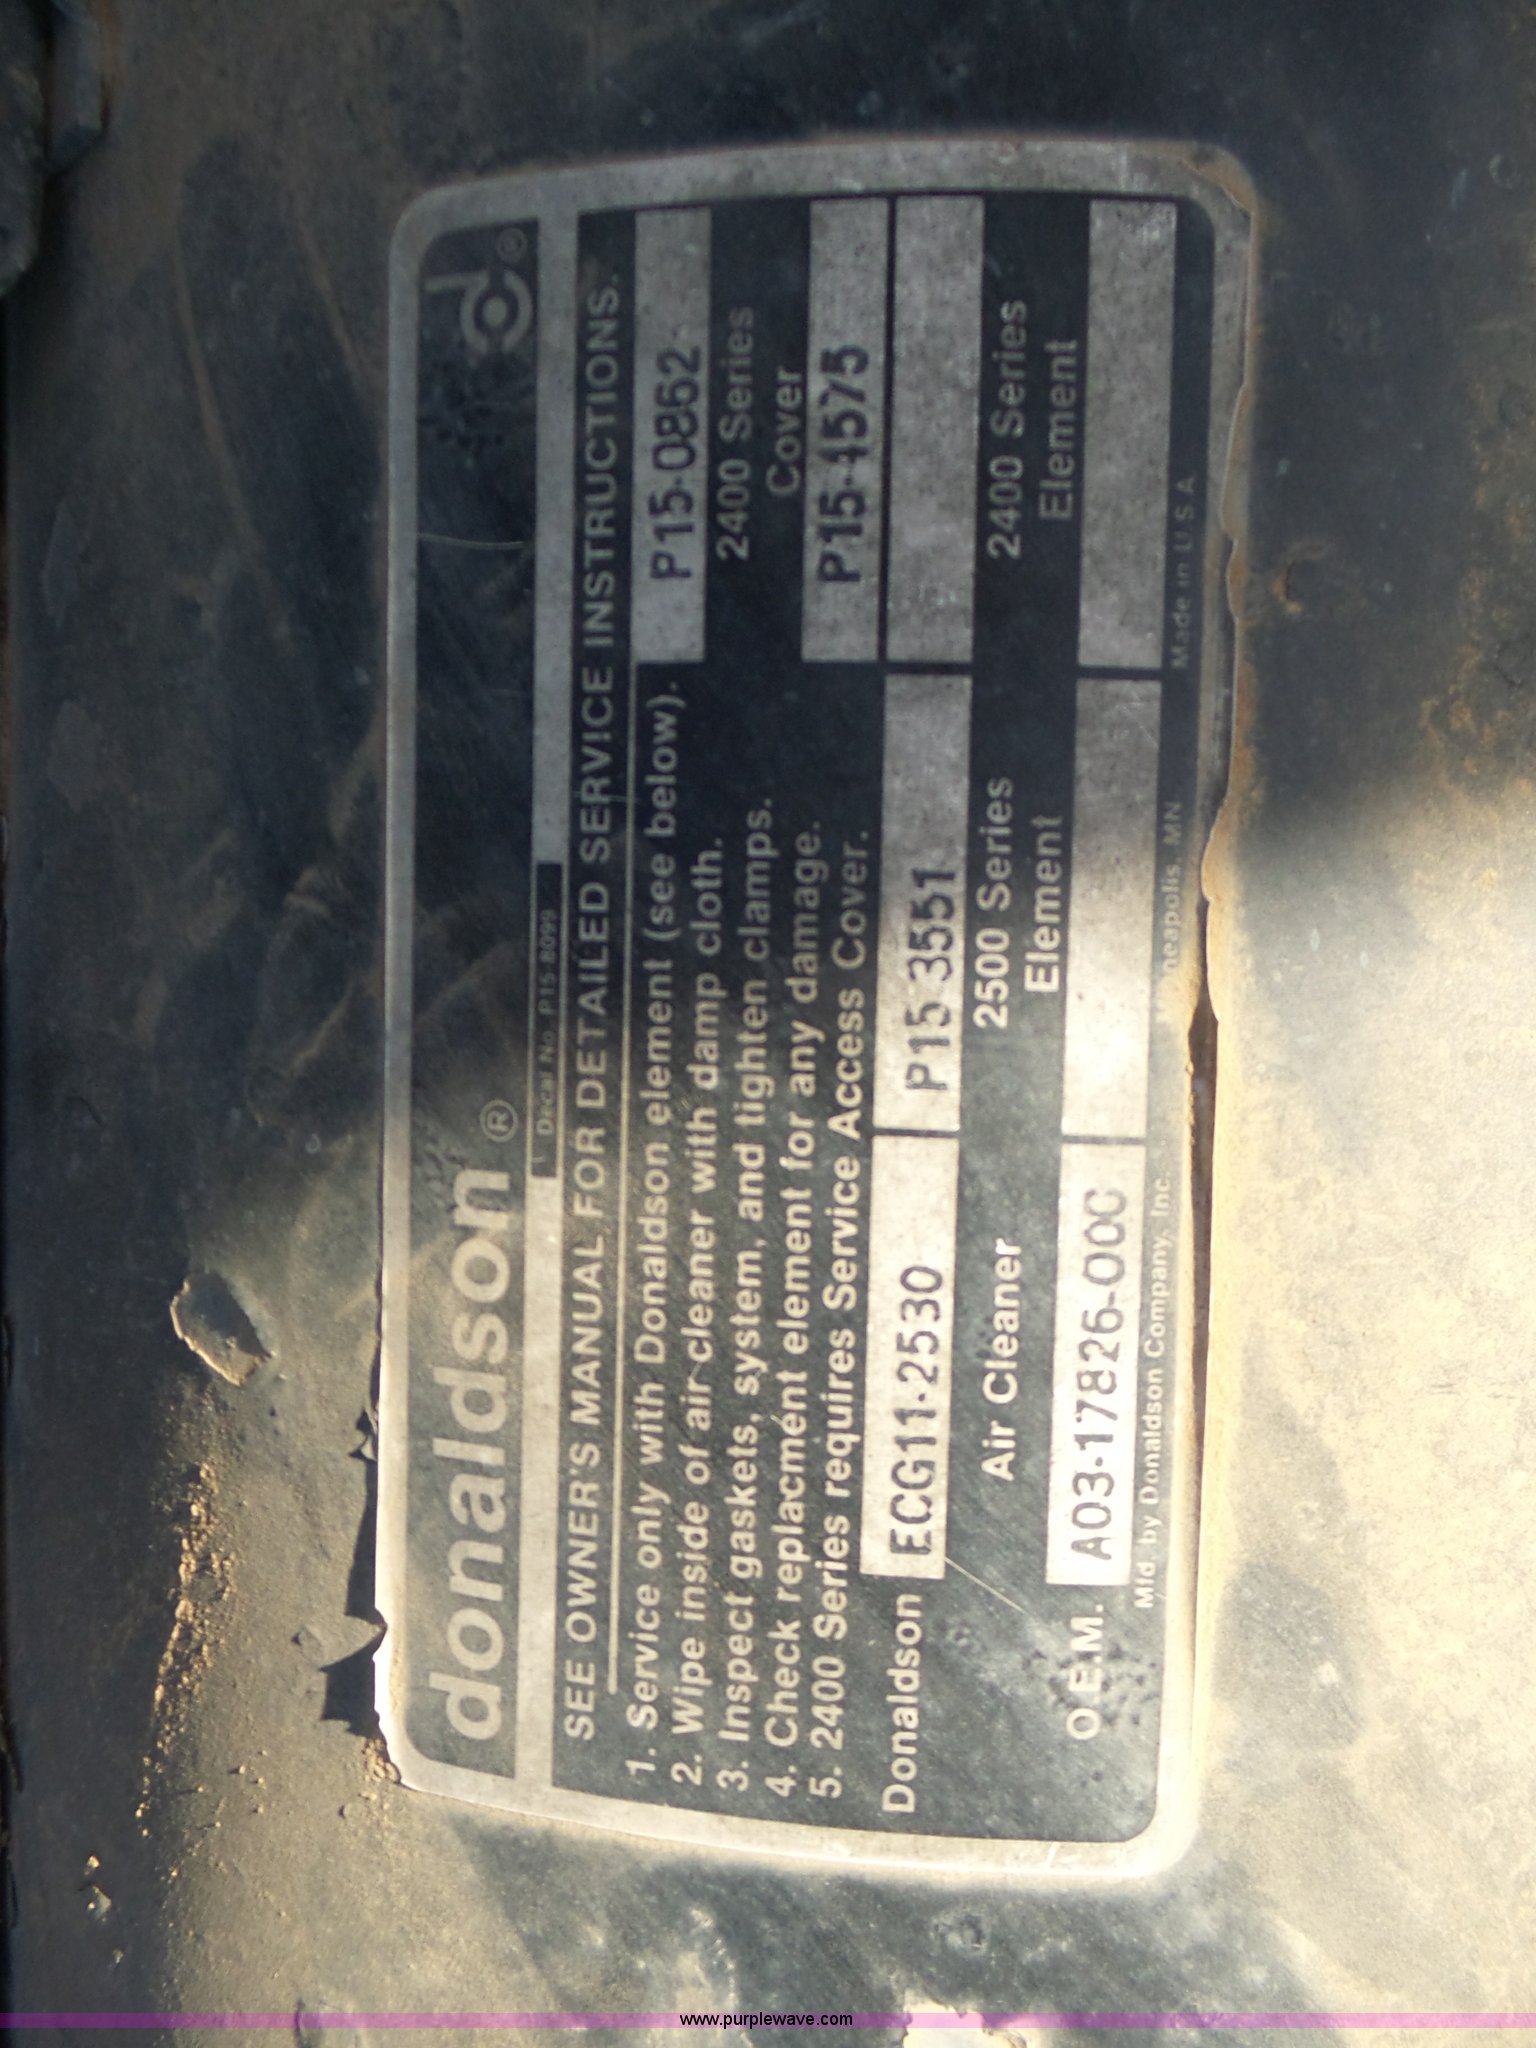 donaldson®
d®
Decal No. P15-8099
SEE OWNER'S MANUAL FOR DETAILED SERVICE INSTRUCTIONS.
1. Service only with Donaldson element (see below).
2. Wipe inside of air cleaner with damp cloth.
3. Inspect gaskets, system, and tighten clamps.
4. Check replacment element for any damage.
5. 2400 Series requires Service Access Cover.
P15-0862
2400 Series
Cover
P15-4575
Donaldson ECG11-2530 P15 3551
Air Cleaner 2500 Series 2400 Series
Element Element
O.E.M. A03-17826-000
Mfd. by Donaldson Company, Inc. Minneapolis, MN Made in U.S.A
www.purplewave.com